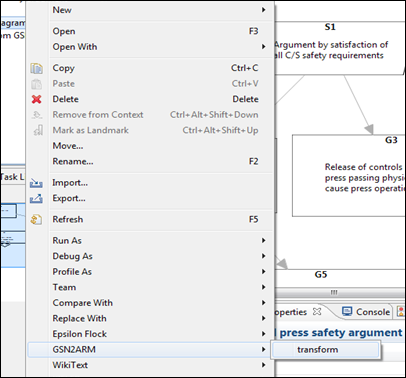 New
Open F3
Open With
Copy Ctrl+C
Paste Ctrl+V
Delete Delete
Remove from Context Ctrl+Alt+Shift+Down
Mark as Landmark Ctrl+Alt+Shift+Up
Move...
Rename... F2
Import...
Export...
Refresh F5
Run As
Debug As
Profile As
Team
Compare With
Replace With
Epsilon Flock
GSN2ARM
WikiText
transform
agram
om GS
Task L
S1
Argument by satisfaction of
all C/S safety requirements
G3
Release of controls
press passing physi
cause press operati
G5
operties Console
press safety argument